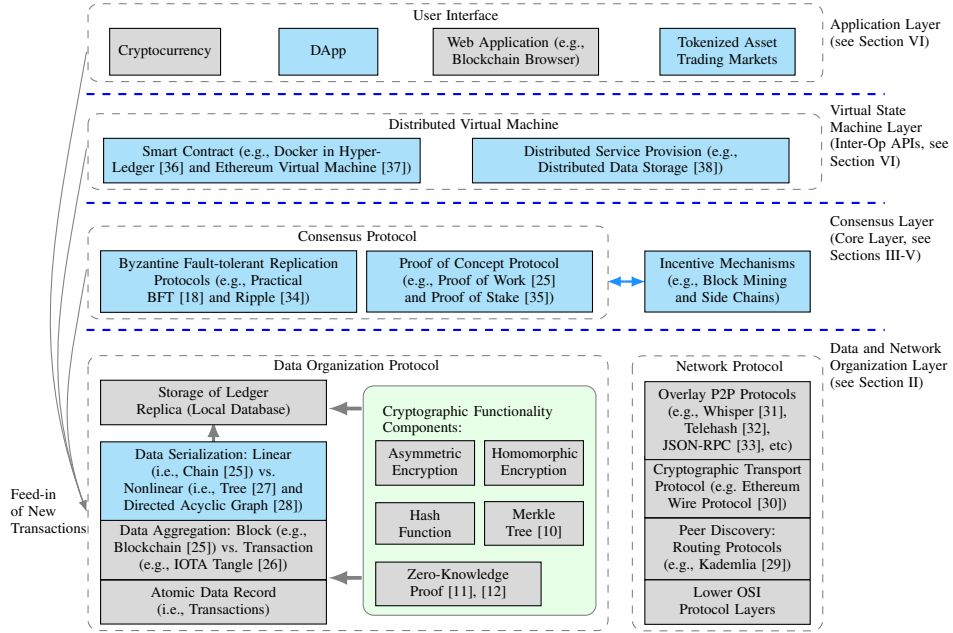 User Interface
Cryptocurrency
DApp
Web Application (e.g.,
Blockchain Browser)
Tokenized Asset
Trading Markets
Application Layer
(see Section VI)
Distributed Virtual Machine
Smart Contract (e.g., Docker in Hyper-
Ledger [36] and Ethereum Virtual Machine [37])
Distributed Service Provision (e.g.,
Distributed Data Storage [38])
Virtual State
Machine Layer
(Inter-Op APIs, see
Section VI)
Consensus Protocol
Byzantine Fault-tolerant Replication
Protocols (e.g., Practical
BFT [18] and Ripple [34])
Proof of Concept Protocol
(e.g., Proof of Work [25]
and Proof of Stake [35])
Incentive Mechanisms
(e.g., Block Mining
and Side Chains)
Consensus Layer
(Core Layer, see
Sections III-V)
Data Organization Protocol
Storage of Ledger
Replica (Local Database)
Data Serialization: Linear
(i.e., Chain [25]) vs.
Nonlinear (i.e., Tree [27] and
Directed Acyclic Graph [28])
Data Aggregation: Block (e.g.,
Blockchain [25]) vs. Transaction
(e.g., IOTA Tangle [26])
Atomic Data Record
(i.e., Transactions)
Cryptographic Functionality
Components:
Asymmetric
Encryption
Homomorphic
Encryption
Hash
Function
Merkle
Tree [10]
Zero-Knowledge
Proof [11], [12]
Network Protocol
Overlay P2P Protocols
(e.g., Whisper [31],
Telehash [32],
JSON-RPC [33], etc)
Cryptographic Transport
Protocol (e.g. Ethereum
Wire Protocol [30])
Peer Discovery:
Routing Protocols
(e.g., Kademlia [29])
Lower OSI
Protocol Layers
Data and Network
Organization Layer
(see Section II)
Feed-in
of New
Transactions